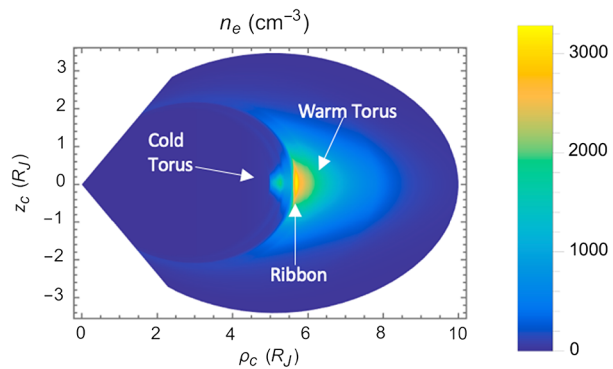 n_e (cm⁻³)
z_c (R_J)
3
2
1
0
−1
−2
−3
Cold
Torus
Warm Torus
Ribbon
0 2 4 6 8 10
ρ_c (R_J)
3000
2000
1000
0